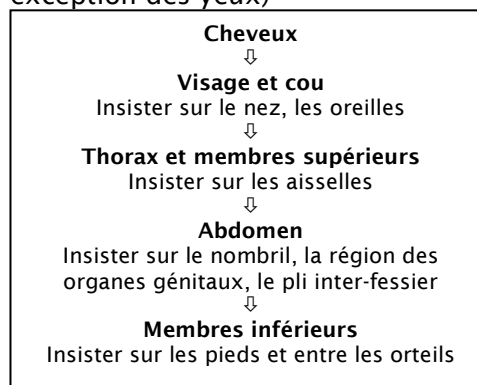 exception des yeux)
Cheveux
⇩
Visage et cou
Insister sur le nez, les oreilles
⇩
Thorax et membres supérieurs
Insister sur les aisselles
⇩
Abdomen
Insister sur le nombril, la région des
organes génitaux, le pli inter-fessier
⇩
Membres inférieurs
Insister sur les pieds et entre les orteils